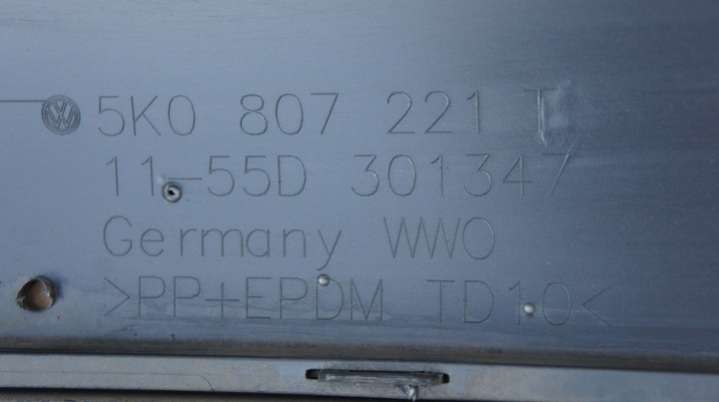 5K0 807 221 T
11-55D 301347
Germany WWO
>PP+EPDM TD10<